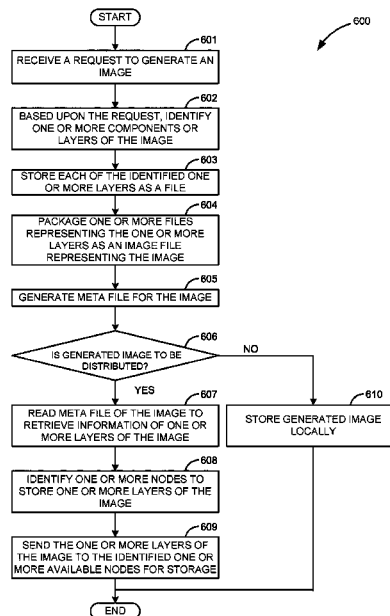 START
600
601
RECEIVE A REQUEST TO GENERATE AN
IMAGE
602
BASED UPON THE REQUEST, IDENTIFY
ONE OR MORE COMPONENTS OR
LAYERS OF THE IMAGE
603
STORE EACH OF THE IDENTIFIED ONE
OR MORE LAYERS AS A FILE
604
PACKAGE ONE OR MORE FILES
REPRESENTING THE ONE OR MORE
LAYERS AS AN IMAGE FILE
REPRESENTING THE IMAGE
605
GENERATE META FILE FOR THE IMAGE
606
IS GENERATED IMAGE TO BE
DISTRIBUTED?
NO
YES
607
READ META FILE OF THE IMAGE TO
RETRIEVE INFORMATION OF ONE OR
MORE LAYERS OF THE IMAGE
610
STORE GENERATED IMAGE
LOCALLY
608
IDENTIFY ONE OR MORE NODES TO
STORE ONE OR MORE LAYERS OF THE
IMAGE
609
SEND THE ONE OR MORE LAYERS OF
THE IMAGE TO THE IDENTIFIED ONE OR
MORE AVAILABLE NODES FOR STORAGE
END